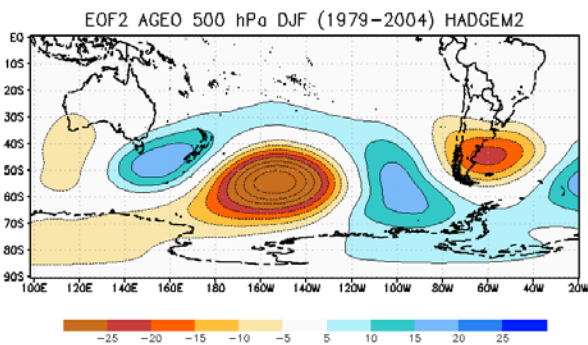 EOF2 AGEO 500 hPa DJF (1979-2004) HADGEM2
EQ
10S
20S
30S
40S
50S
60S
70S
80S
90S
100E 120E 140E 160E 180 160W 140W 120W 100W 80W 60W 40W 20W
-25 -20 -15 -10 -5 5 10 15 20 25